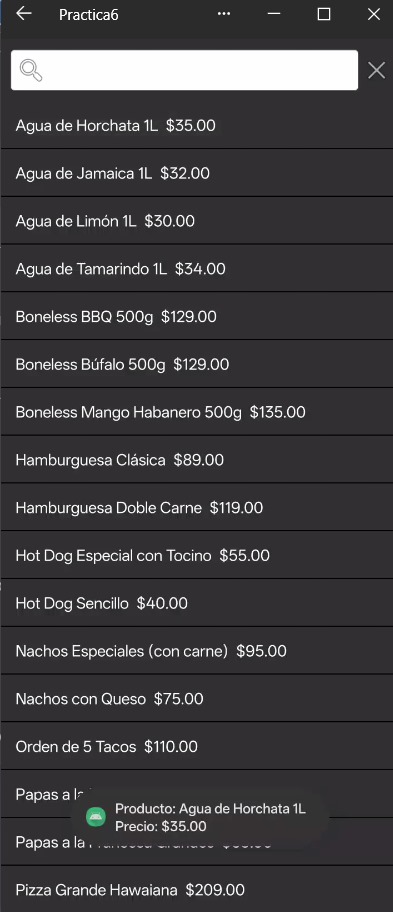 Practica6
Agua de Horchata 1L $35.00
Agua de Jamaica 1L $32.00
Agua de Limón 1L $30.00
Agua de Tamarindo 1L $34.00
Boneless BBQ 500g $129.00
Boneless Búfalo 500g $129.00
Boneless Mango Habanero 500g $135.00
Hamburguesa Clásica $89.00
Hamburguesa Doble Carne $119.00
Hot Dog Especial con Tocino $55.00
Hot Dog Sencillo $40.00
Nachos Especiales (con carne) $95.00
Nachos con Queso $75.00
Orden de 5 Tacos $110.00
Papas a la
Producto: Agua de Horchata 1L
Precio: $35.00
Papas a la
Pizza Grande Hawaiana $209.00